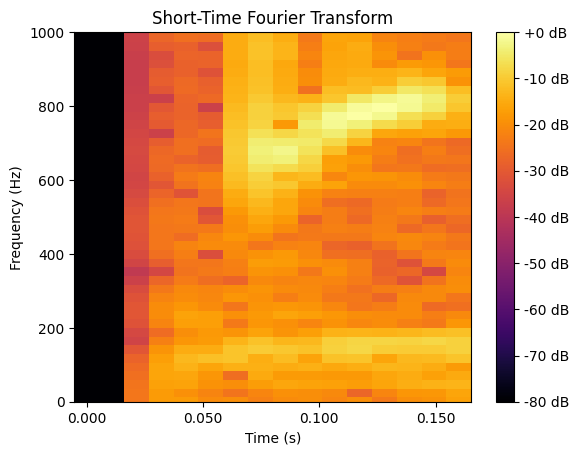 Short-Time Fourier Transform
Frequency (Hz)
1000
800
600
400
200
0
0.000
0.050
0.100
0.150
Time (s)
+0 dB
-10 dB
-20 dB
-30 dB
-40 dB
-50 dB
-60 dB
-70 dB
-80 dB